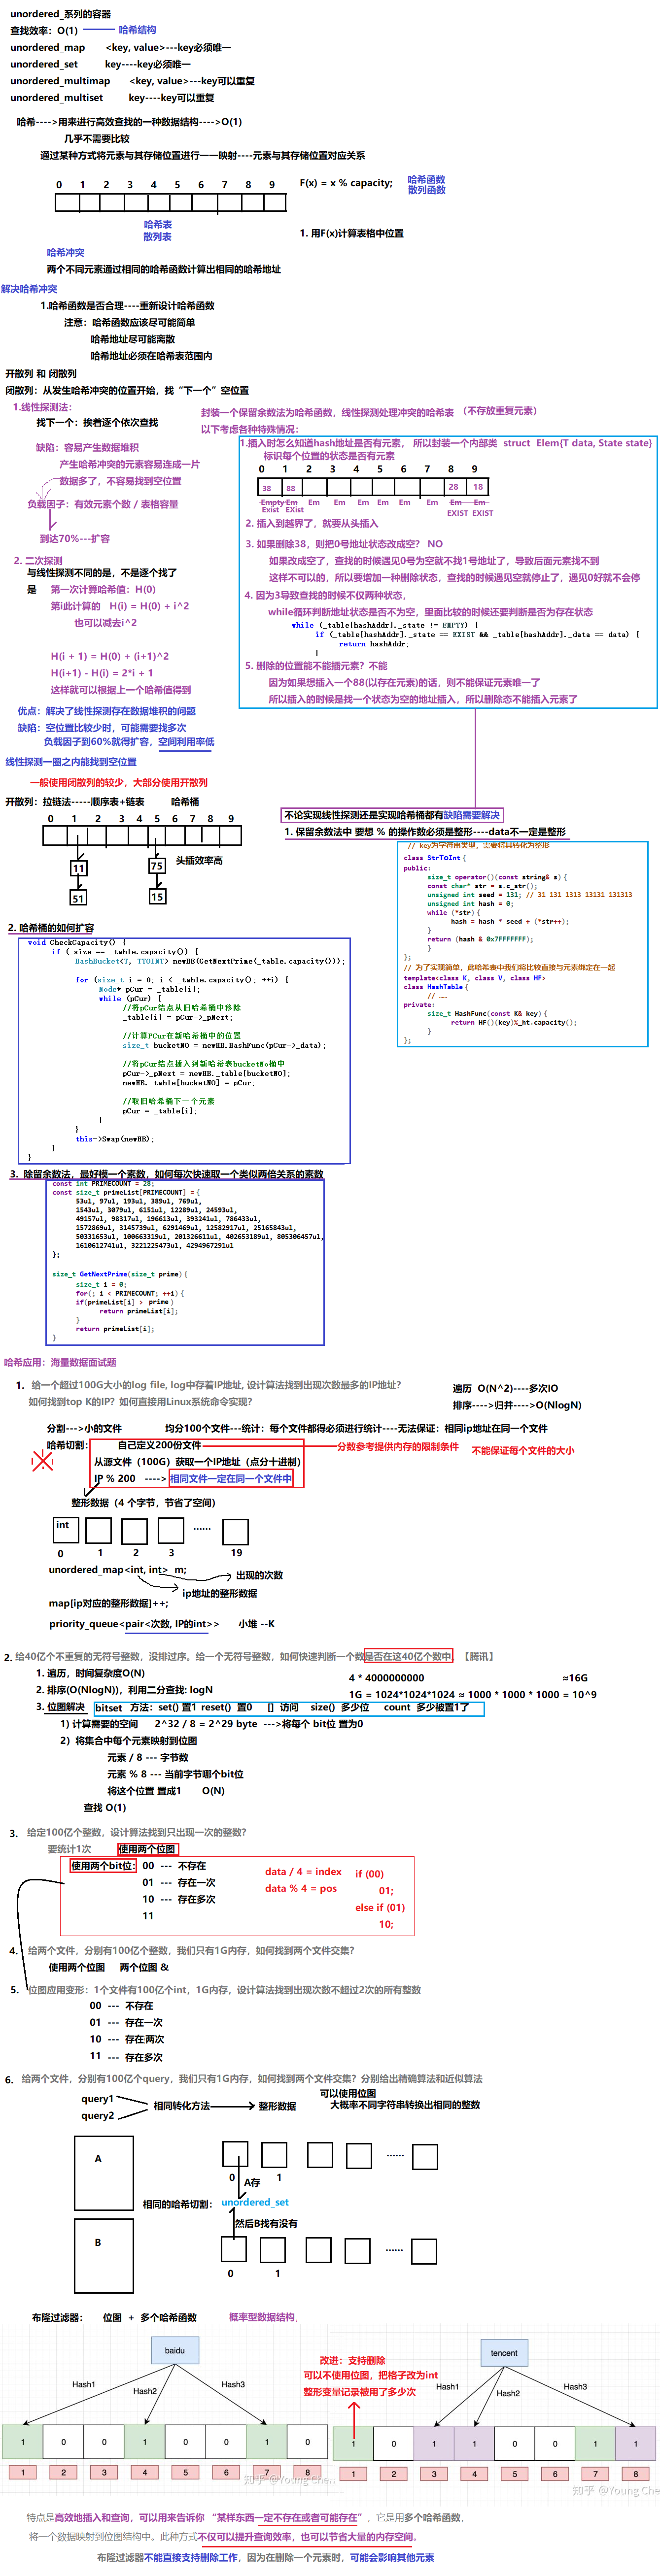 unordered_系列的容器
查找效率：O(1) 哈希结构
unordered_map <key, value>---key必须唯一
unordered_set key----key必须唯一
unordered_multimap <key, value>---key可以重复
unordered_multiset key----key可以重复
哈希---->用来进行高效查找的一种数据结构---->O(1)
几乎不需要比较
通过某种方式将元素与其存储位置进行一一映射----元素与其存储位置对应关系
0 1 2 3 4 5 6 7 8 9
F(x) = x % capacity; 哈希函数
散列函数
哈希表
散列表
1. 用F(x)计算表格中位置
哈希冲突
两个不同元素通过相同的哈希函数计算出相同的哈希地址
解决哈希冲突
1.哈希函数是否合理----重新设计哈希函数
注意：哈希函数应该尽可能简单
哈希地址尽可能离散
哈希地址必须在哈希表范围内
开散列 和 闭散列
闭散列：从发生哈希冲突的位置开始，找“下一个”空位置
1.线性探测法：
找下一个：挨着逐个依次查找
缺陷：容易产生数据堆积
产生哈希冲突的元素容易连成一片
数据多了，不容易找到空位置
负载因子：有效元素个数 / 表格容量
到达70%---扩容
2. 二次探测
与线性探测不同的是，不是逐个找了
是 第一次计算哈希值：H(0)
第i此计算的 H(i) = H(0) + i^2
也可以减去i^2
H(i + 1) = H(0) + (i+1)^2
H(i+1) - H(i) = 2*i + 1
这样就可以根据上一个哈希值得到
优点：解决了线性探测存在数据堆积的问题
缺陷：空位置比较少时，可能需要找多次
负载因子到60%就得扩容，空间利用率低
线性探测一圈之内能找到空位置
一般使用闭散列的较少，大部分使用开散列
封装一个保留余数法为哈希函数，线性探测处理冲突的哈希表 （不存放重复元素）
以下考虑各种特殊情况：
1.插入时怎么知道hash地址是否有元素， 所以封装一个内部类 struct Elem(T data, State state)
标识每个位置的状态是否有元素
0 1 2 3 4 5 6 7 8 9
38 88 28 18
Empty Em Em Em Em Em Em Em Em Em
Exist EXist EXIST EXIST
2. 插入到越界了，就要从头插入
3. 如果删除38，则把0号地址状态改成空？ NO
如果改成空了，查找的时候遇见0号为空就不找1号地址了，导致后面元素找不到
这样不可以的，所以要增加一种删除状态，查找的时候遇见空就停止了，遇见0好就不会停
4. 因为3导致查找的时候不仅两种状态，
while循环判断地址状态是否不为空，里面比较的时候还要判断是否为存在状态
while (_table[hashAddr]._state != EMPTY) {
if (_table[hashAddr]._state == EXIST && _table[hashAddr]._data == data) {
return hashAddr;
}
5. 删除的位置能不能插元素？不能
因为如果想插入一个88(以存在元素)的话，则不能保证元素唯一了
所以插入的时候是找一个状态为空的地址插入，所以删除态不能插入元素了
开散列：拉链法-----顺序表+链表 哈希桶
0 1 2 3 4 5 6 7 8 9
11 75 头插效率高
51 15
不论实现线性探测还是实现哈希桶都有缺陷需要解决
1. 保留余数法中 要想 % 的操作数必须是整形----data不一定是整形
// key为字符串类型，需要将其转化为整形
class StrToInt {
public:
size_t operator()(const string& s) {
const char* str = s.c_str();
unsigned int seed = 131; // 31 131 1313 13131 131313
unsigned int hash = 0;
while (*str) {
hash = hash * seed + (*str++);
}
return (hash & 0x7FFFFFFF);
}
};
// 为了实现简单，此哈希表中我们将比较直接与元素绑定在一起
template<class K, class V, class HF>
class HashTable {
// ……
private:
size_t HashFunc(const K& key) {
return HF()(key)%_ht.capacity();
}
};
2. 哈希桶的如何扩容
void CheckCapacity() {
if (_size == _table.capacity()) {
HashBucket<T, TTOINT> newHB(GetNextPrime(_table.capacity()));
for (size_t i = 0; i < _table.capacity(); ++i) {
Node* pCur = _table[i];
while (pCur) {
//将pCur结点从旧哈希桶中移除
_table[i] = pCur->_pNext;
//计算PCur在新哈希桶中的位置
size_t bucketNO = newHB.HashFunc(pCur->_data);
//将pCur结点插入到新哈希表bucketNo桶中
pCur->_pNext = newHB._table[bucketNO];
newHB._table[bucketNO] = pCur;
//取旧哈希桶下一个元素
pCur = _table[i];
}
}
this->Swap(newHB);
}
}
3. 除留余数法，最好模一个素数，如何每次快速取一个类似两倍关系的素数
const int PRIMECOUNT = 28;
const size_t primeList[PRIMECOUNT] = {
53ul, 97ul, 193ul, 389ul, 769ul,
1543ul, 3079ul, 6151ul, 12289ul, 24593ul,
49157ul, 98317ul, 196613ul, 393241ul, 786433ul,
1572869ul, 3145739ul, 6291469ul, 12582917ul, 25165843ul,
50331653ul, 100663319ul, 201326611ul, 402653189ul, 805306457ul,
1610612741ul, 3221225473ul, 4294967291ul
};
size_t GetNextPrime(size_t prime) {
size_t i = 0;
for(; i < PRIMECOUNT; ++i) {
if(primeList[i] > prime)
return primeList[i];
}
return primeList[i];
}
哈希应用：海量数据面试题
1. 给一个超过100G大小的log file, log中存着IP地址, 设计算法找到出现次数最多的IP地址？
如何找到top K的IP？如何直接用Linux系统命令实现？
遍历 O(N^2)----多次IO
排序---->归并---->O(NlogN)
分割--->小的文件 均分100个文件---统计：每个文件都得必须进行统计----无法保证：相同ip地址在同一个文件
哈希切割： 自己定义200份文件 分数参考提供内存的限制条件 不能保证每个文件的大小
从源文件（100G）获取一个IP地址（点分十进制）
IP % 200 ----> 相同文件一定在同一个文件中
整形数据（4 个字节，节省了空间）
int ......
0 1 2 3 19
unordered_map<int, int> m; 出现的次数
ip地址的整形数据
map[ip对应的整形数据]++;
priority_queue<pair<次数, IP的int>> 小堆 --K
2. 给40亿个不重复的无符号整数，没排过序。给一个无符号整数，如何快速判断一个数是否在这40亿个数中。【腾讯】
1. 遍历，时间复杂度O(N)
2. 排序(O(NlogN))，利用二分查找: logN
4 * 4000000000 ≈16G
1G = 1024*1024*1024 ≈ 1000 * 1000 * 1000 = 10^9
3. 位图解决 bitset 方法：set() 置1 reset() 置0 [] 访问 size() 多少位 count 多少被置1了
1) 计算需要的空间 2^32 / 8 = 2^29 byte --->将每个 bit位 置为0
2）将集合中每个元素映射到位图
元素 / 8 --- 字节数
元素 % 8 --- 当前字节哪个bit位
将这个位置 置成1 O(N)
查找 O(1)
3. 给定100亿个整数，设计算法找到只出现一次的整数？
要统计1次 使用两个位图
使用两个bit位: 00 --- 不存在
01 --- 存在一次
10 --- 存在多次
11
data / 4 = index
data % 4 = pos
if (00)
01;
else if (01)
10;
4. 给两个文件，分别有100亿个整数，我们只有1G内存，如何找到两个文件交集？
使用两个位图 两个位图 &
5. 位图应用变形：1个文件有100亿个int，1G内存，设计算法找到出现次数不超过2次的所有整数
00 --- 不存在
01 --- 存在一次
10 --- 存在两次
11 --- 存在多次
6. 给两个文件，分别有100亿个query，我们只有1G内存，如何找到两个文件交集？分别给出精确算法和近似算法
query1
query2
相同转化方法 整形数据
可以使用位图
大概率不同字符串转换出相同的整数
A ......
0 1
A存
相同的哈希切割： unordered_set
然后B找有没有
B ......
0 1
布隆过滤器： 位图 + 多个哈希函数 概率型数据结构
baidu
Hash1 Hash2 Hash3
1 0 0 1 0 0 1 0
1 2 3 4 5 6 7 8
知乎 @Young Chen
改进：支持删除
可以不使用位图，把格子改为int
整形变量记录被用了多少次
tencent
Hash1 Hash2 Hash3
1 0 1 1 0 0 1 1
1 2 3 4 5 6 7 8
知乎 @Young Che
特点是高效地插入和查询，可以用来告诉你 “某样东西一定不存在或者可能存在”，它是用多个哈希函数，
将一个数据映射到位图结构中。此种方式不仅可以提升查询效率，也可以节省大量的内存空间。
布隆过滤器不能直接支持删除工作，因为在删除一个元素时，可能会影响其他元素